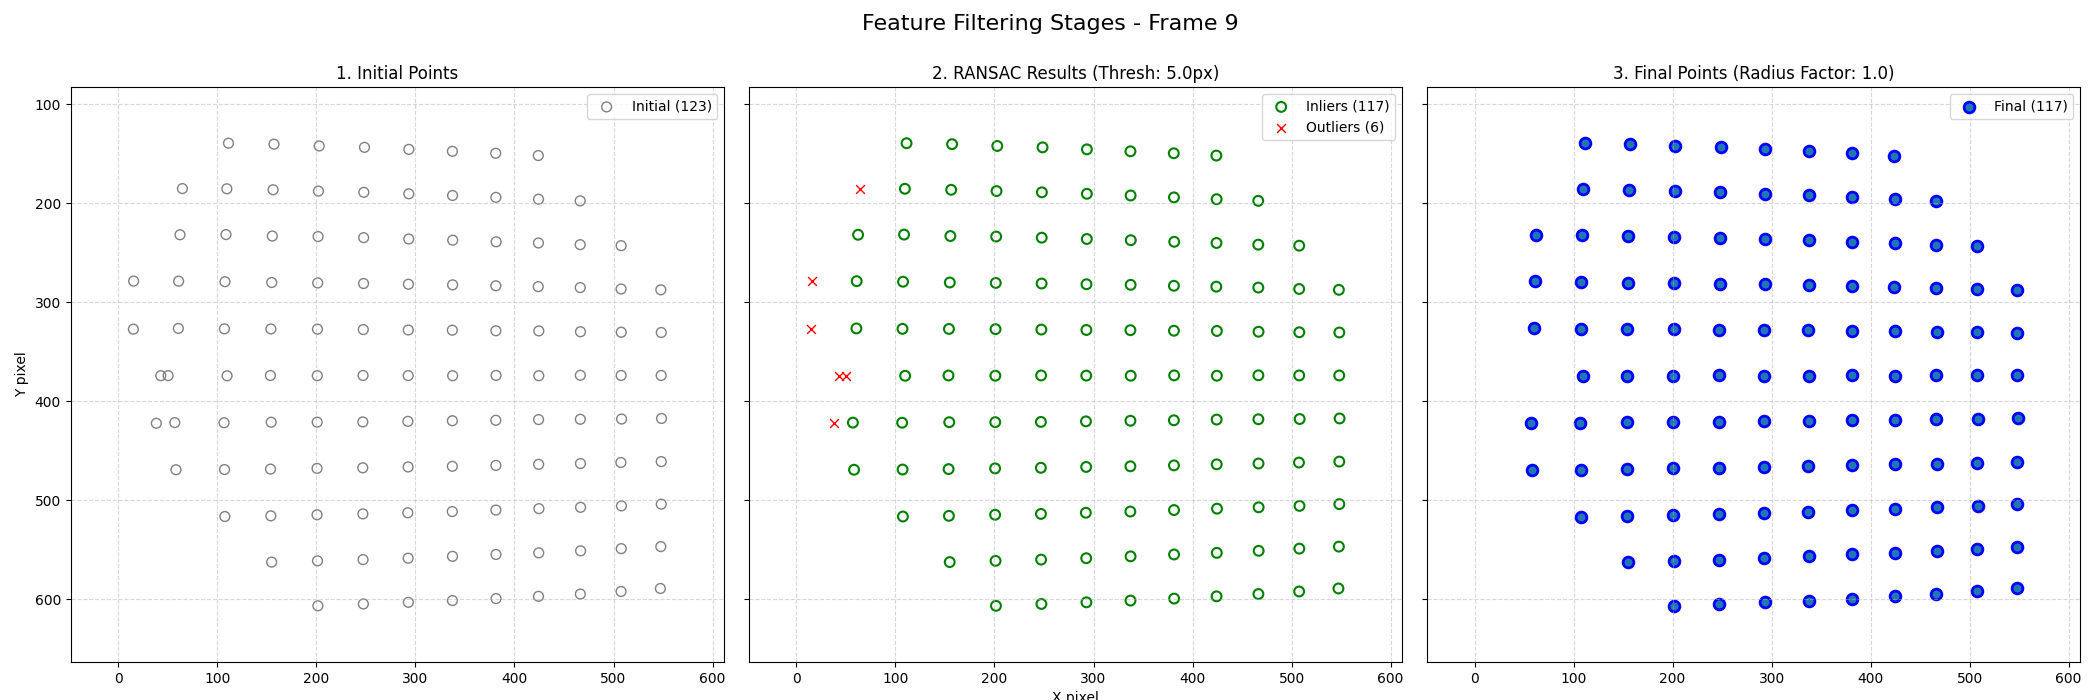 Feature Filtering Stages - Frame 9
1. Initial Points
Initial (123)
Y pixel
100
200
300
400
500
600
0 100 200 300 400 500 600
2. RANSAC Results (Thresh: 5.0px)
Inliers (117)
Outliers (6)
0 100 200 300 400 500 600
X pixel
3. Final Points (Radius Factor: 1.0)
Final (117)
0 100 200 300 400 500 600